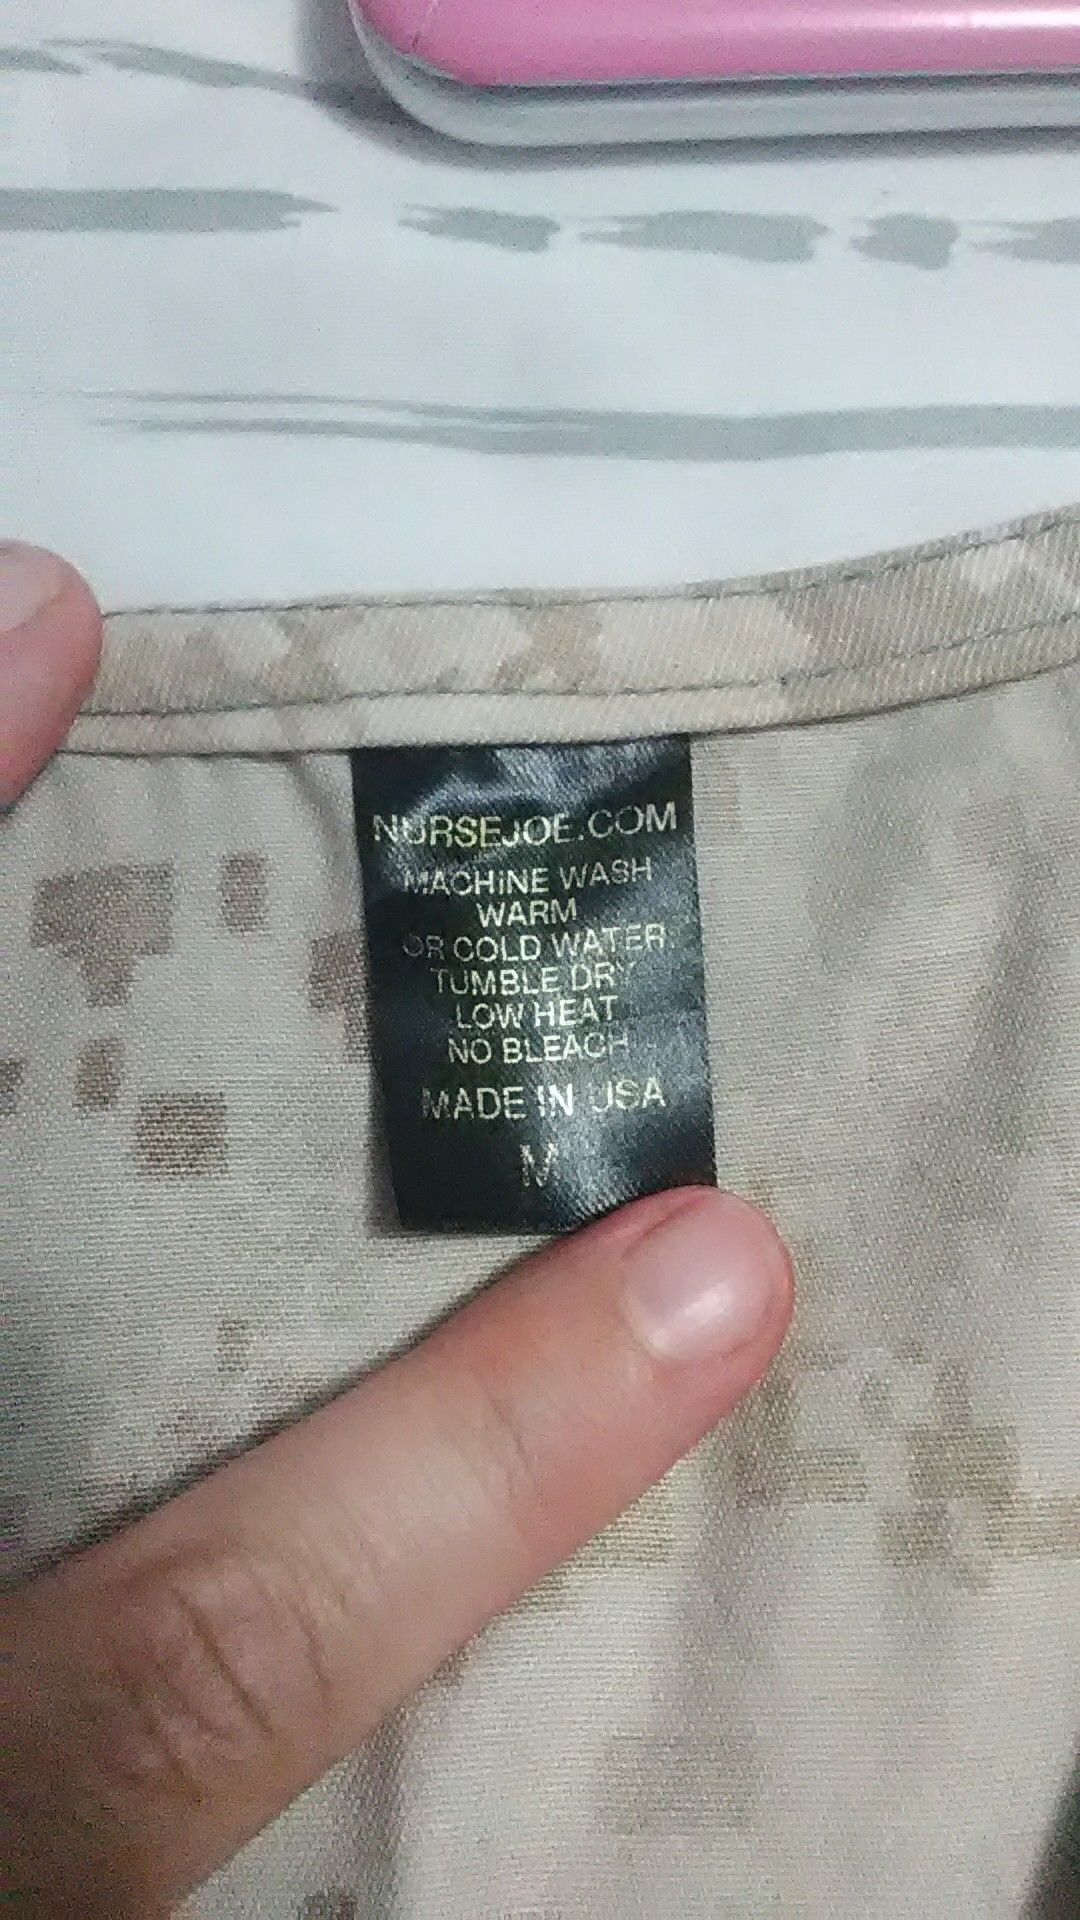 NURSEJOE.COM
MACHINE WASH
WARM
OR COLD WATER
TUMBLE DRY
LOW HEAT
NO BLEACH
MADE IN USA
M